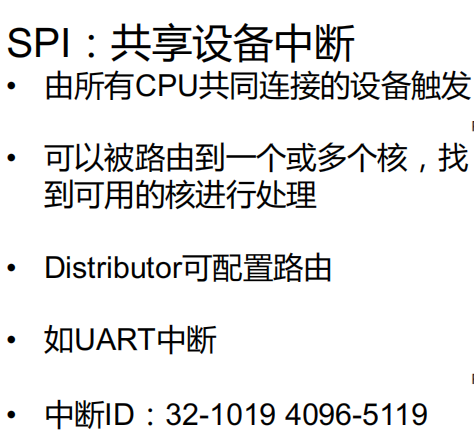 SPI：共享设备中断
• 由所有CPU共同连接的设备触发
• 可以被路由到一个或多个核，找
到可用的核进行处理
• Distributor可配置路由
• 如UART中断
• 中断ID：32-1019 4096-5119